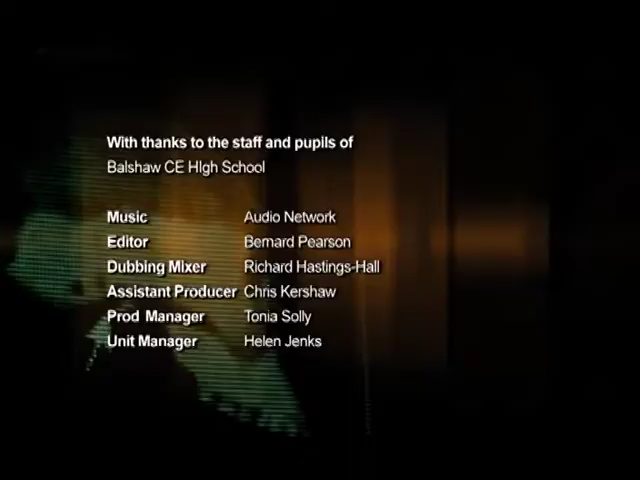 With thanks to the staff and pupils of
Balshaw CE HIgh School
Music Audio Network
Editor Bernard Pearson
Dubbing Mixer Richard Hastings-Hall
Assistant Producer Chris Kershaw
Prod Manager Tonia Solly
Unit Manager Helen Jenks